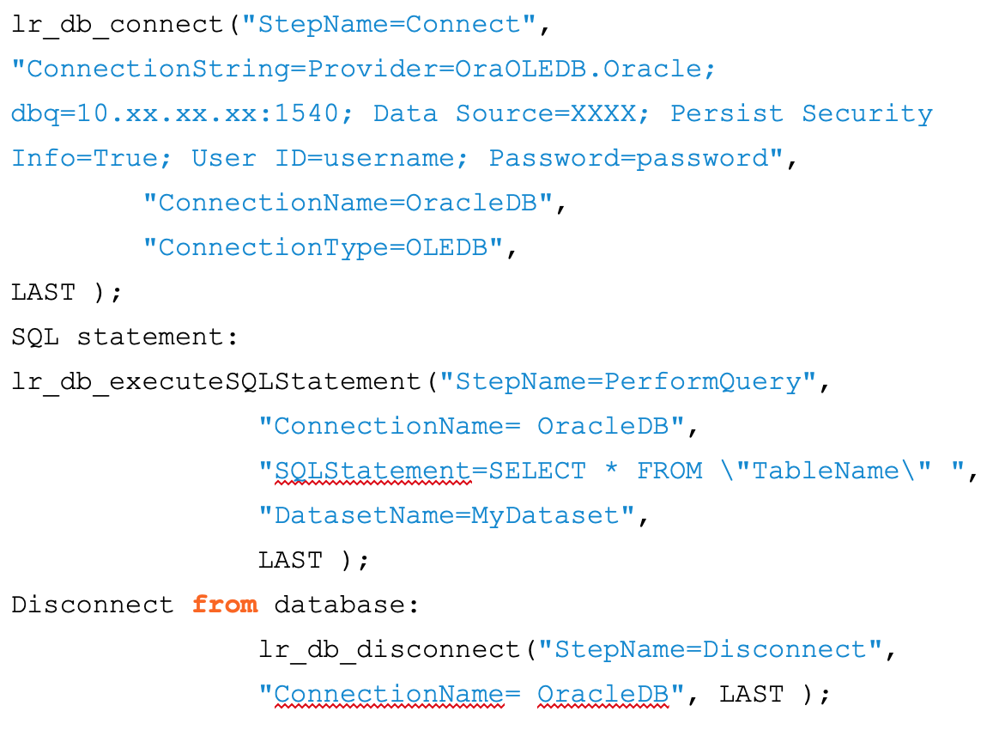 lr_db_connect("StepName=Connect",
"ConnectionString=Provider=OraOLEDB.Oracle;
dbq=10.xx.xx.xx:1540; Data Source=XXXX; Persist Security
Info=True; User ID=username; Password=password",
"ConnectionName=OracleDB",
"ConnectionType=OLEDB",
LAST );
SQL statement:
lr_db_executeSQLStatement("StepName=PerformQuery",
"ConnectionName= OracleDB",
"SQLStatement=SELECT * FROM \"TableName\" ",
"DatasetName=MyDataset",
LAST );
Disconnect from database:
lr_db_disconnect("StepName=Disconnect",
"ConnectionName= OracleDB", LAST );